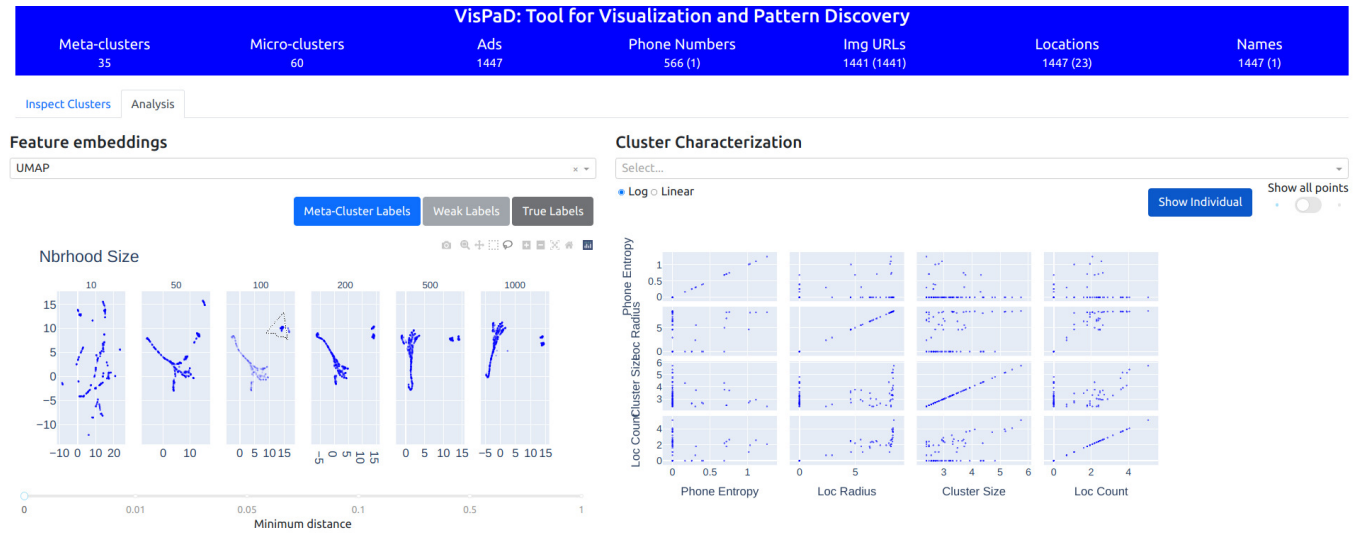 VisPaD: Tool for Visualization and Pattern Discovery
Meta-clusters Micro-clusters Ads Phone Numbers Img URLs Locations Names
35 60 1447 566 (1) 1441 (1441) 1447 (23) 1447 (1)
Inspect Clusters Analysis
Feature embeddings
UMAP × 
Meta-Cluster Labels Weak Labels True Labels
Nbrhood Size
10 50 100 200 500 1000
15
10
5
0
−5
−10
−10 0 10 20 0 10 0 5 10 15 −5 0 5 10 15 0 5 10 15 −5 0 5 10 15
0 0.01 0.05 0.1 0.5 1
Minimum distance
Cluster Characterization
Select...
Log Linear
Show Individual
Show all points
Phone Entropy
1
0.5
0
Loc Radius
5
0
Cluster Size
6
5
4
3
Loc Count
4
2
0
0 0.5 1 0 5 3 4 5 6 0 2 4
Phone Entropy Loc Radius Cluster Size Loc Count